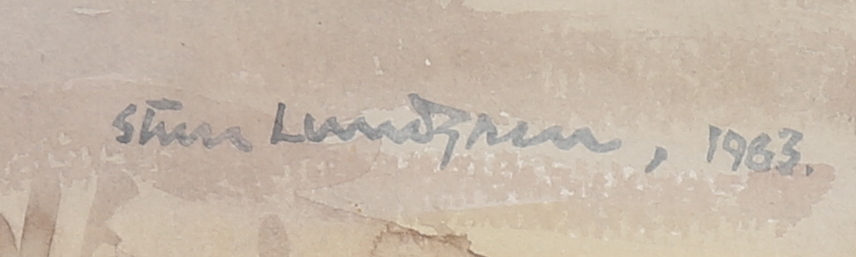 Sten Lundgren, 1963.